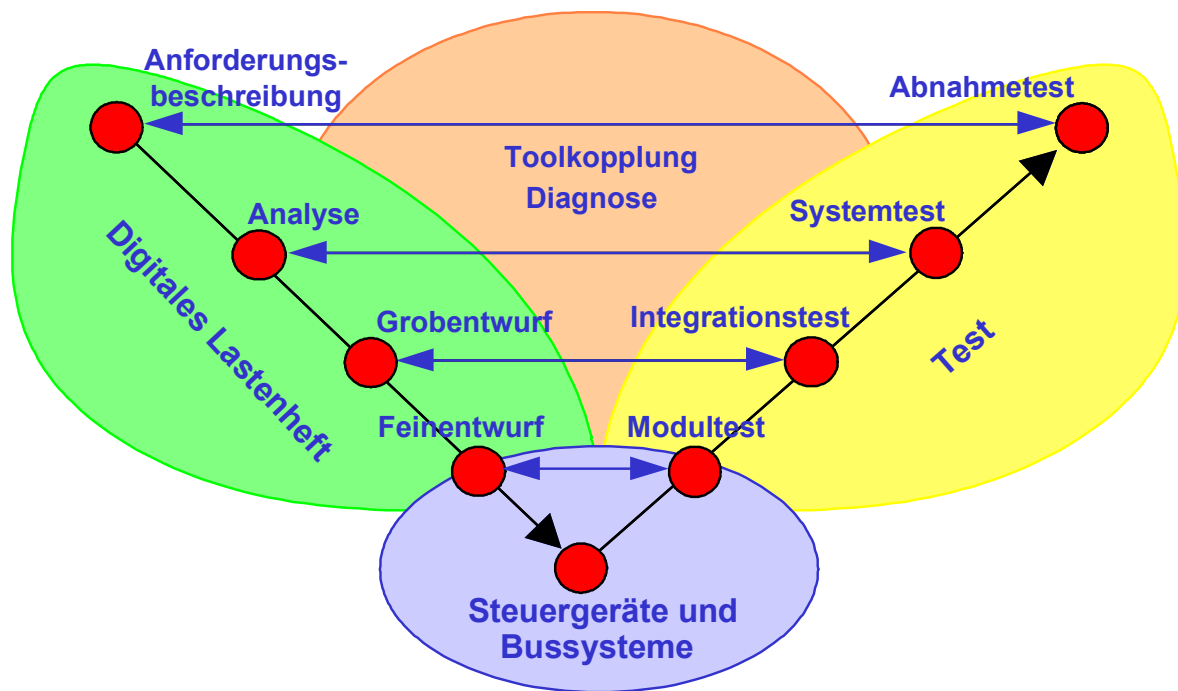 Anforderungs-
beschreibung
Abnahmetest
Toolkopplung
Diagnose
Analyse
Systemtest
Digitales Lastenheft
Grobentwurf
Integrationstest
Test
Feinentwurf
Modultest
Steuergeräte und
Bussysteme